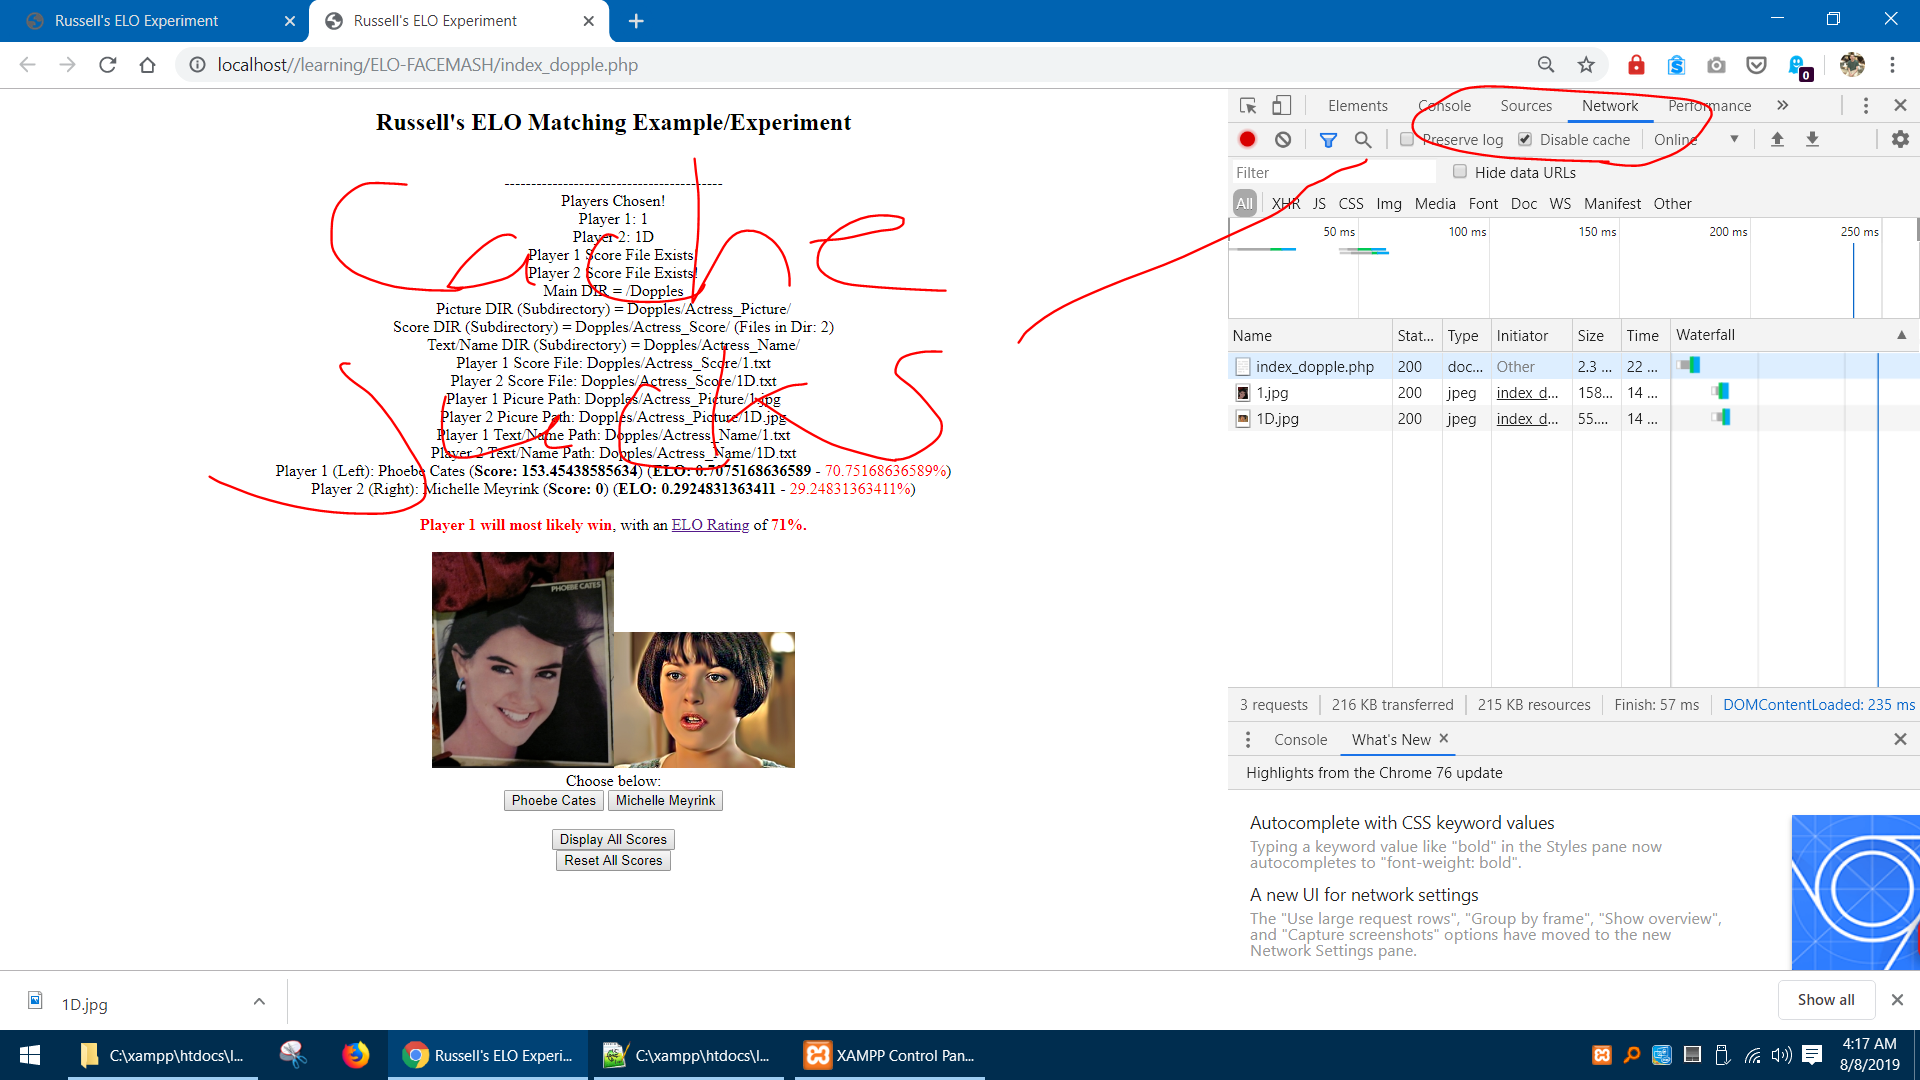 Russell's ELO Experiment
Russell's ELO Experiment
localhost//learning/ELO-FACEMASH/index_dopple.php
0
Russell's ELO Matching Example/Experiment
-----------------------------------------
Players Chosen!
Player 1: 1
Player 2: 1D
Player 1 Score File Exists!
Player 2 Score File Exists!
Main DIR = /Dopples
Picture DIR (Subdirectory) = Dopples/Actress_Picture/
Score DIR (Subdirectory) = Dopples/Actress_Score/ (Files in Dir: 2)
Text/Name DIR (Subdirectory) = Dopples/Actress_Name/
Player 1 Score File: Dopples/Actress_Score/1.txt
Player 2 Score File: Dopples/Actress_Score/1D.txt
Player 1 Picure Path: Dopples/Actress_Picture/1.jpg
Player 2 Picure Path: Dopples/Actress_Picture/1D.jpg
Player 1 Text/Name Path: Dopples/Actress_Name/1.txt
Player 2 Text/Name Path: Dopples/Actress_Name/1D.txt
Player 1 (Left): Phoebe Cates (Score: 153.45438585634) (ELO: 0.7075168636589 - 70.75168636589%)
Player 2 (Right): Michelle Meyrink (Score: 0) (ELO: 0.2924831363411 - 29.24831363411%)
Cache
Sucks
Player 1 will most likely win, with an ELO Rating of 71%.
PHOEBE CATES
Choose below:
Phoebe Cates Michelle Meyrink
Display All Scores
Reset All Scores
Elements Console Sources Network Performance »
Preserve log Disable cache Online
Filter Hide data URLs
All XHR JS CSS Img Media Font Doc WS Manifest Other
50 ms 100 ms 150 ms 200 ms 250 ms
Name Stat... Type Initiator Size Time Waterfall
index_dopple.php 200 doc... Other 2.3 ... 22 ...
1.jpg 200 jpeg index_d... 158... 14 ...
1D.jpg 200 jpeg index_d... 55.... 14 ...
3 requests 216 KB transferred 215 KB resources Finish: 57 ms DOMContentLoaded: 235 ms
Console What's New
Highlights from the Chrome 76 update
Autocomplete with CSS keyword values
Typing a keyword value like "bold" in the Styles pane now
autocompletes to "font-weight: bold".
A new UI for network settings
The "Use large request rows", "Group by frame", "Show overview",
and "Capture screenshots" options have moved to the new
Network Settings pane.
1D.jpg
Show all
C:\xampp\htdocs\l...
Russell's ELO Experi...
C:\xampp\htdocs\l...
XAMPP Control Pan...
4:17 AM
8/8/2019